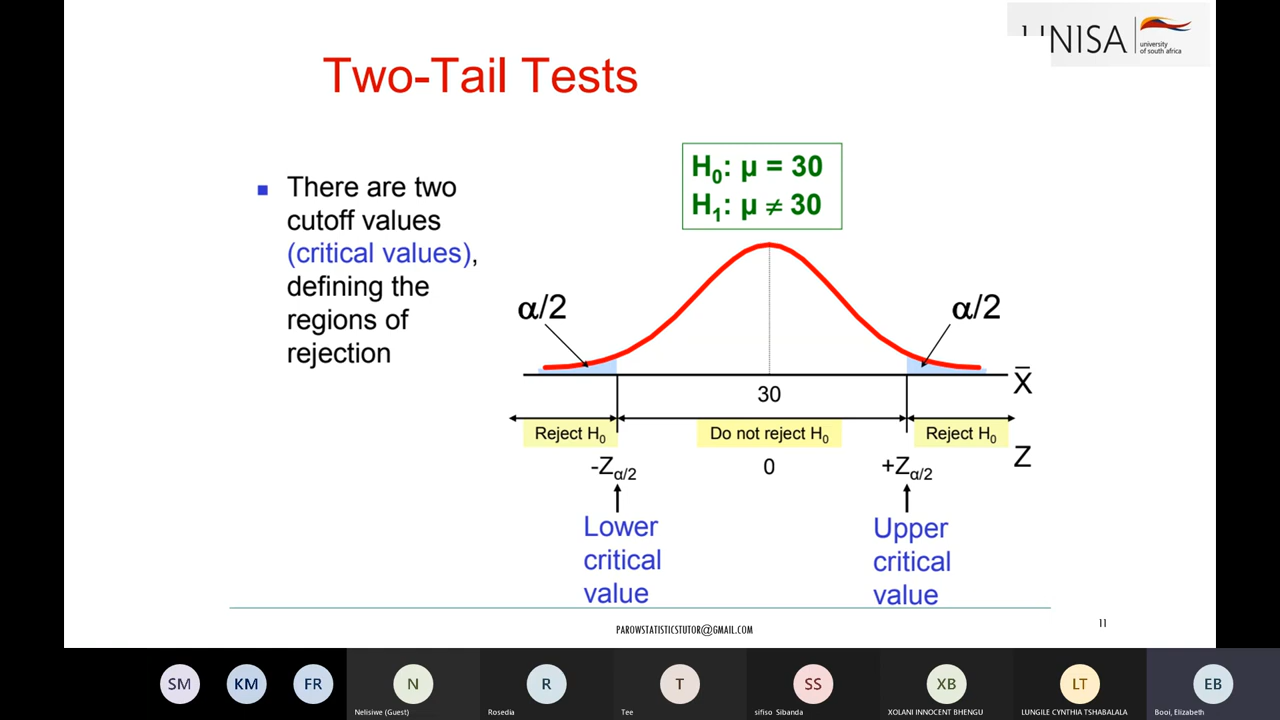 UNISA
university
of south africa
Two-Tail Tests
H₀: μ = 30
H₁: μ ≠ 30
■ There are two
cutoff values
(critical values),
defining the
regions of
rejection
α/2
α/2
X̄
30
Reject H₀
Do not reject H₀
Reject H₀
Z
-Zα/2
0
+Zα/2
Lower
critical
value
Upper
critical
value
PAROWSTATISTICSTUTOR@GMAIL.COM
11
SM
KM
FR
N
R
T
SS
XB
LT
EB
Nelisiwe (Guest)
Rosedia
Tee
sifiso Sibanda
XOLANI INNOCENT BHENGU
LUNGILE CYNTHIA TSHABALALA
Booi, Elizabeth